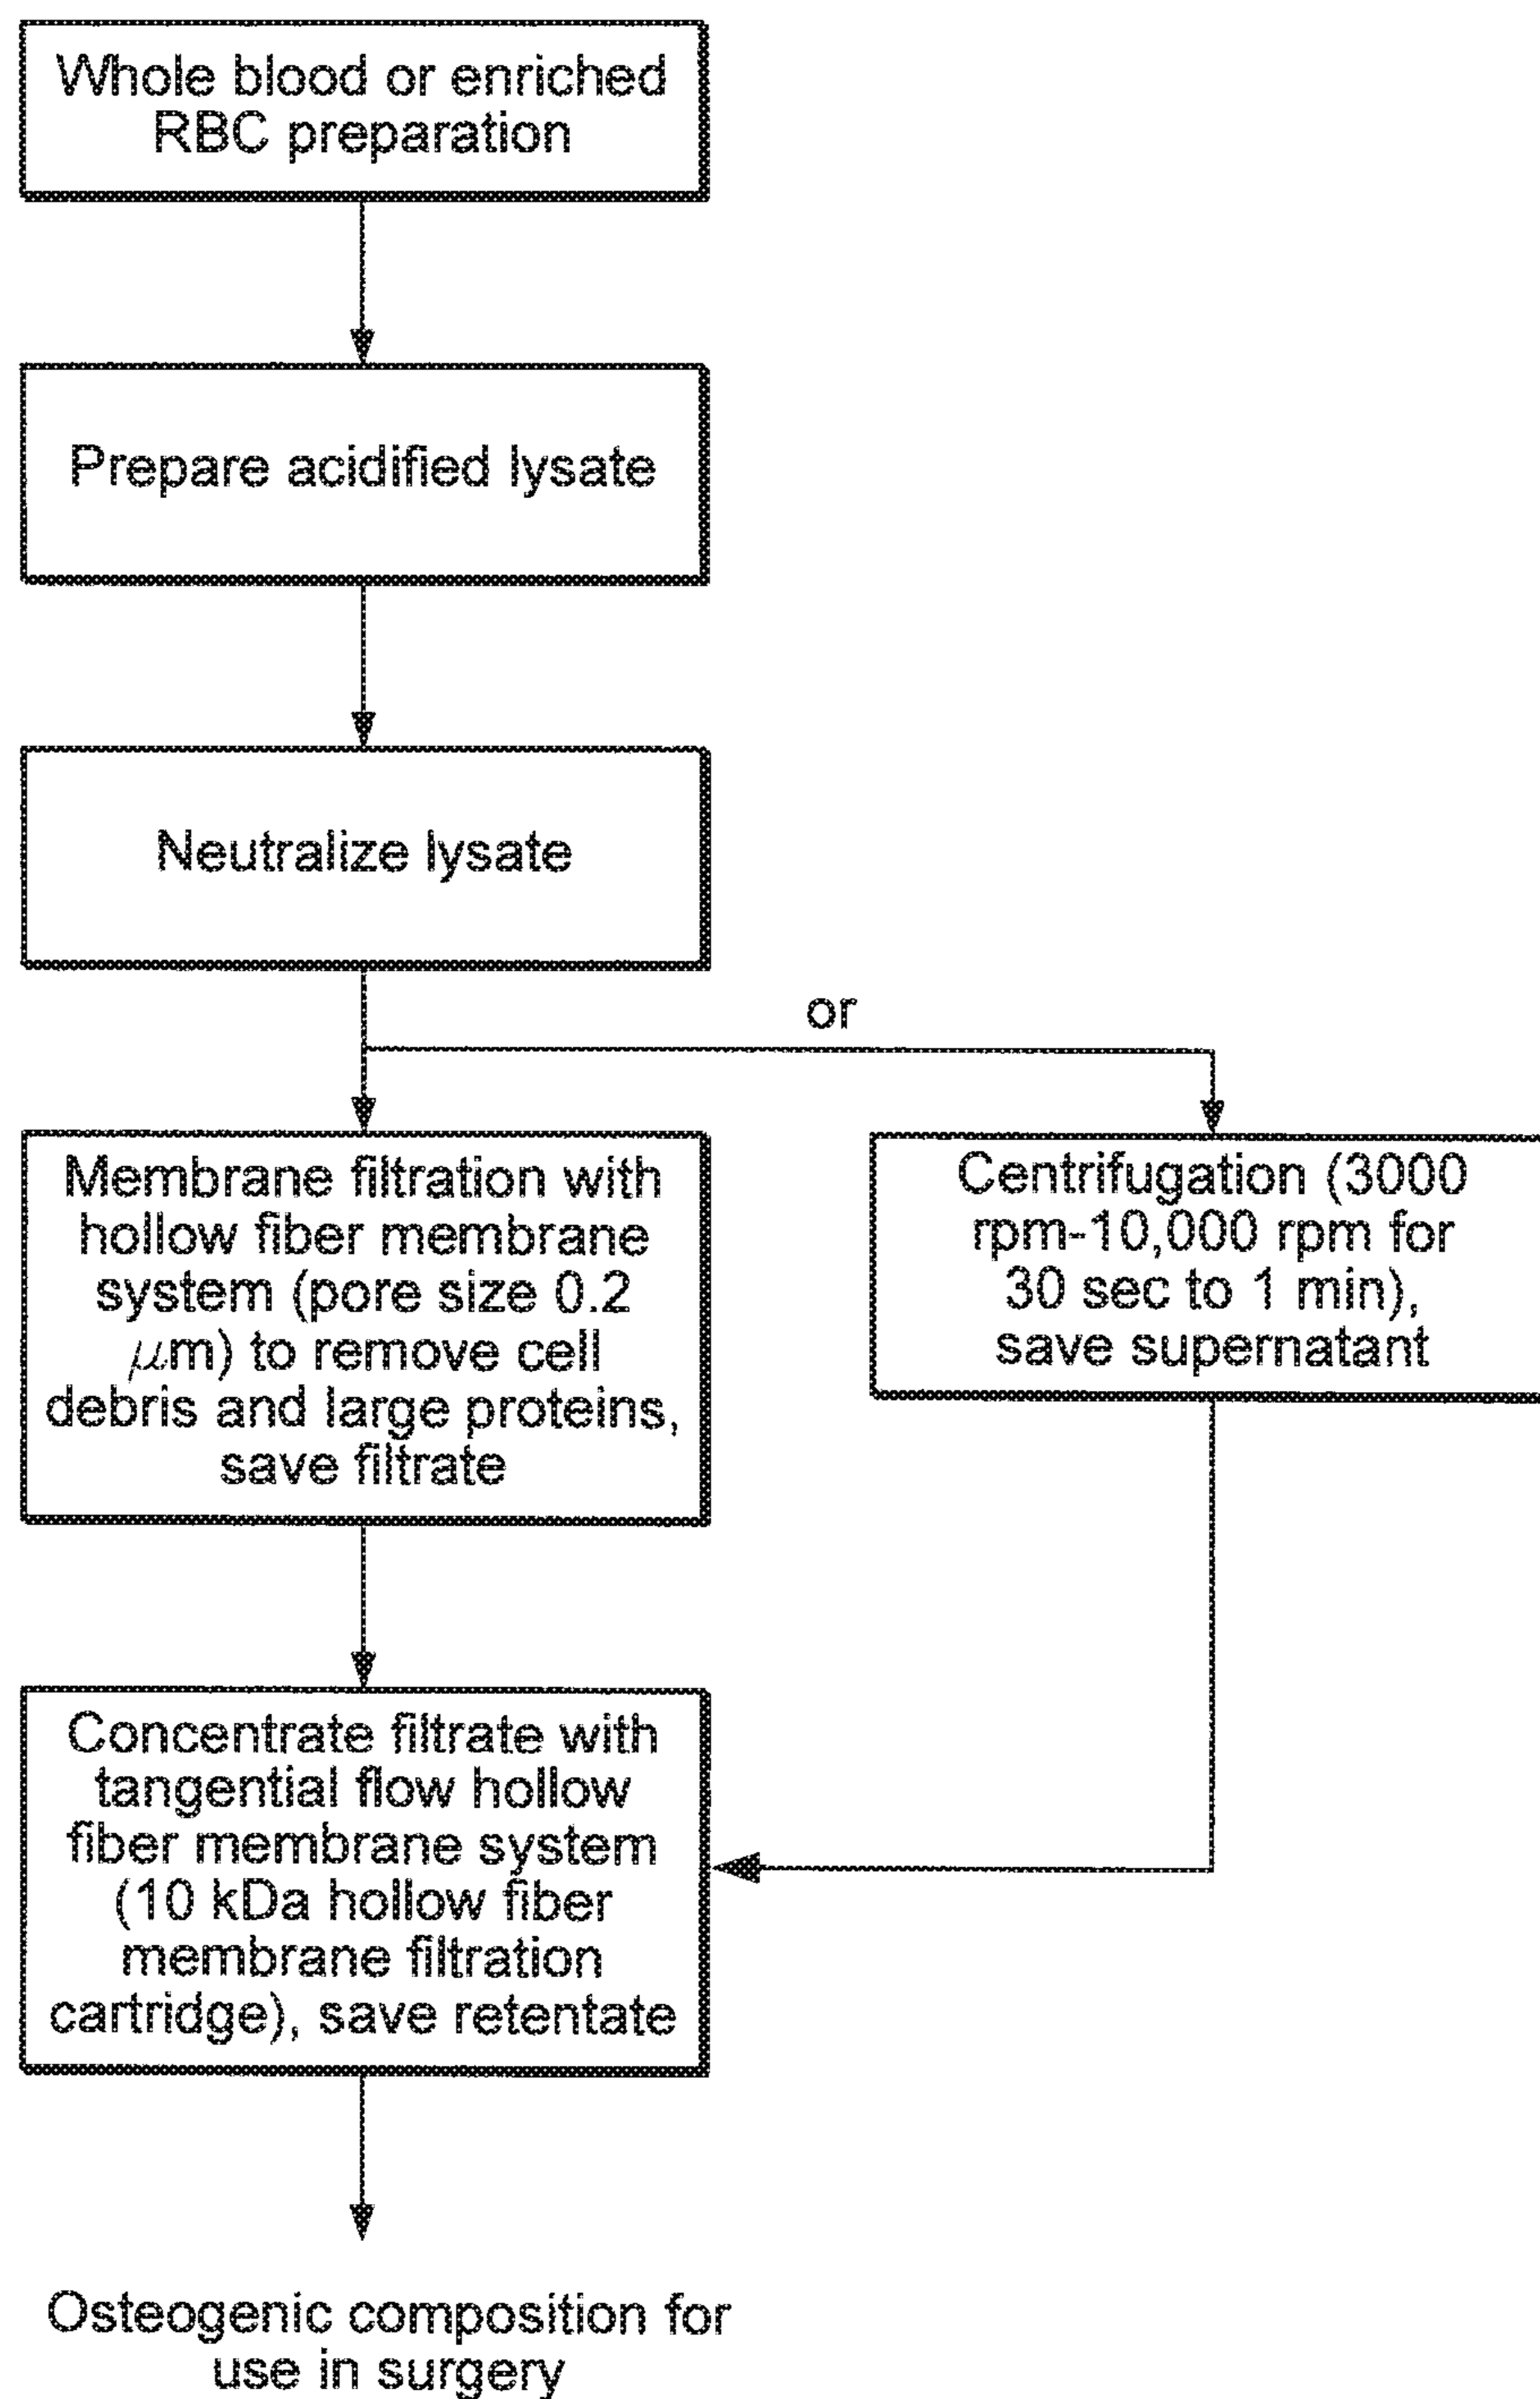 Whole blood or enriched
RBC preparation
Prepare acidified lysate
Neutralize lysate
or
Membrane filtration with
hollow fiber membrane
system (pore size 0.2
μm) to remove cell
debris and large proteins,
save filtrate
Centrifugation (3000
rpm-10,000 rpm for
30 sec to 1 min),
save supernatant
Concentrate filtrate with
tangential flow hollow
fiber membrane system
(10 kDa hollow fiber
membrane filtration
cartridge), save retentate
Osteogenic composition for
use in surgery